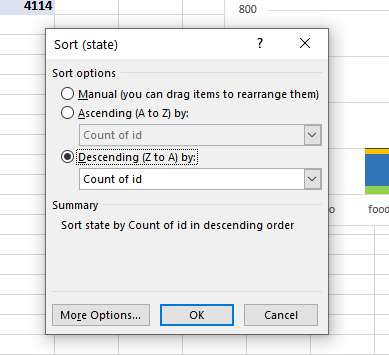 4114
800
Sort (state)
?
Sort options
Manual (you can drag items to rearrange them)
Ascending (A to Z) by:
Count of id
Descending (Z to A) by:
Count of id
food
Summary
Sort state by Count of id in descending order
More Options...
OK
Cancel